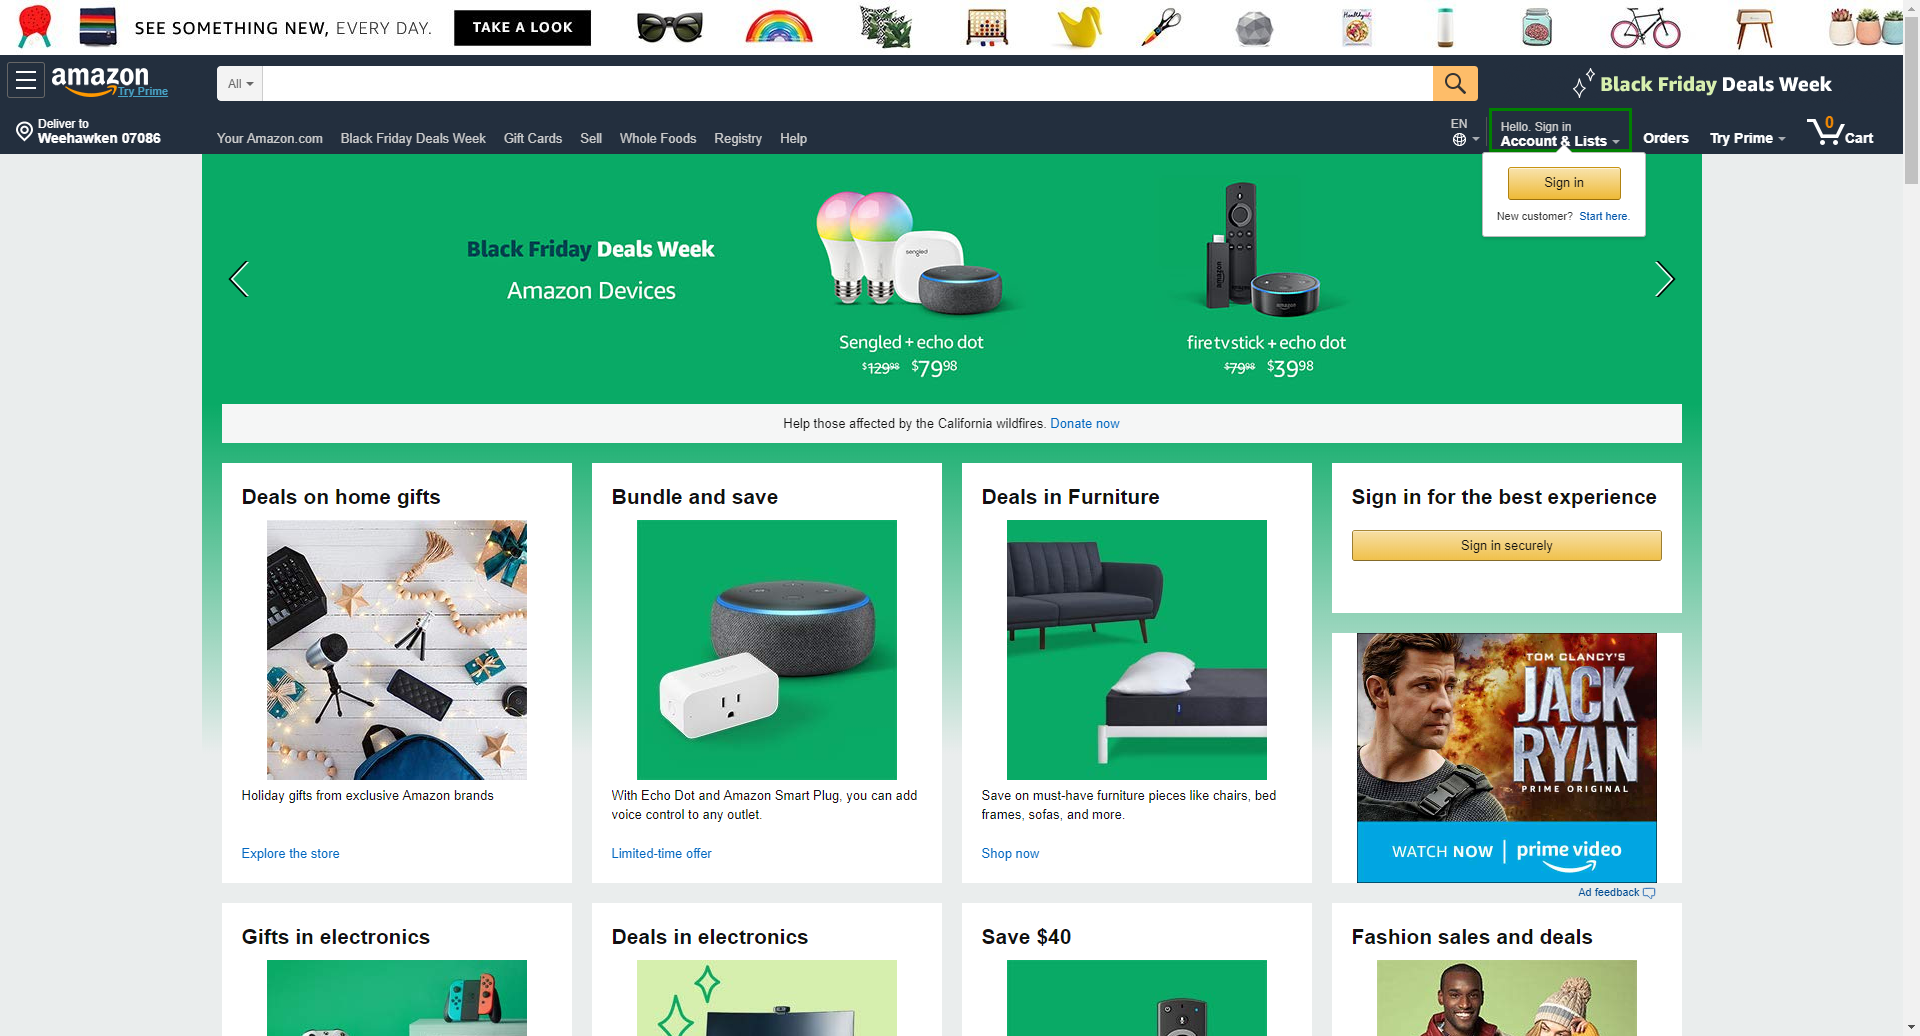 SEE SOMETHING NEW, EVERY DAY.
TAKE A LOOK
amazon
Try Prime
All
Black Friday Deals Week
Deliver to
Weehawken 07086
Your Amazon.com
Black Friday Deals Week
Gift Cards
Sell
Whole Foods
Registry
Help
EN
Hello. Sign in
Account & Lists
Orders
Try Prime
0
Cart
Sign in
New customer? Start here.
Black Friday Deals Week
Amazon Devices
sengled
amazon
Sengled + echo dot
$129.98 $79.98
fire tv stick + echo dot
$79.98 $39.98
Help those affected by the California wildfires. Donate now
Deals on home gifts
Holiday gifts from exclusive Amazon brands
Explore the store
Bundle and save
With Echo Dot and Amazon Smart Plug, you can add
voice control to any outlet.
Limited-time offer
Deals in Furniture
Save on must-have furniture pieces like chairs, bed
frames, sofas, and more.
Shop now
Sign in for the best experience
Sign in securely
TOM CLANCY'S
JACK
RYAN
PRIME ORIGINAL
WATCH NOW | prime video
Ad feedback
Gifts in electronics
Deals in electronics
Save $40
Fashion sales and deals